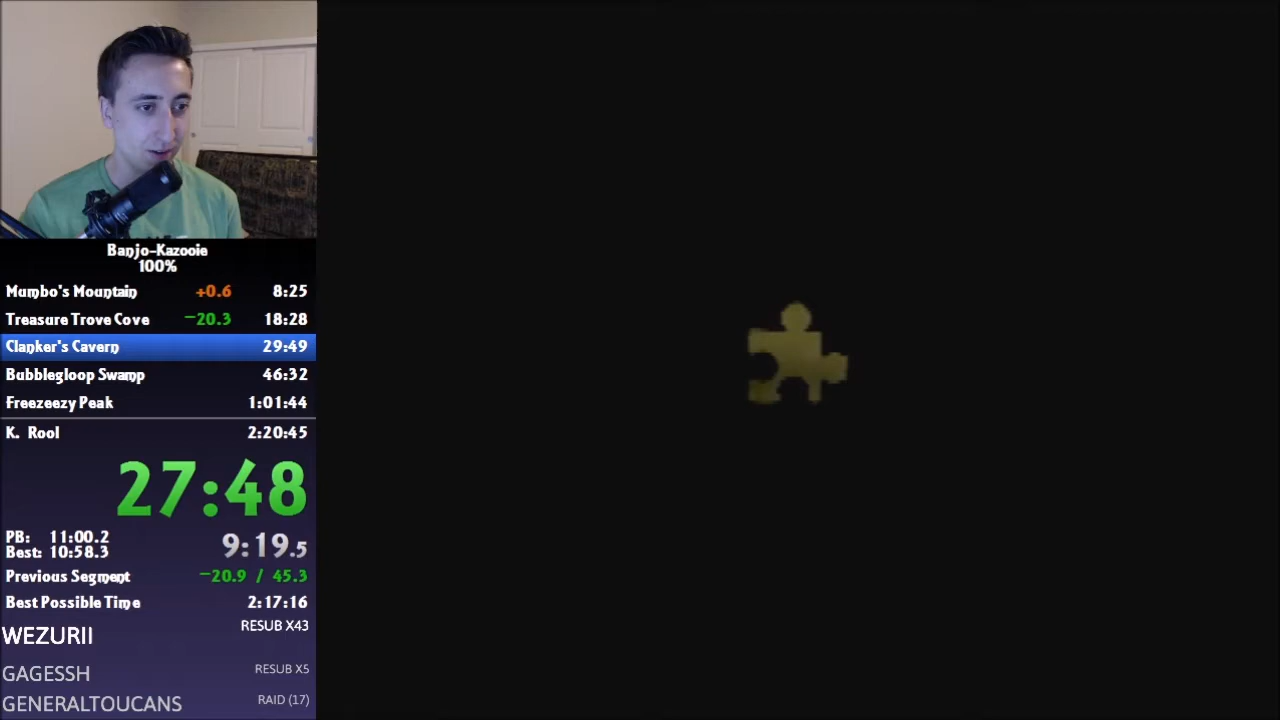 Banjo-Kazooie
100%
Mumbo's Mountain +0.6 8:25
Treasure Trove Cove −20.3 18:28
Clanker's Cavern 29:49
Bubblegloop Swamp 46:32
Freezeezy Peak 1:01:44
K. Rool 2:20:45
27:48
PB: 11:00.2
Best: 10:58.3
9:19.5
Previous Segment −20.9 / 45.3
Best Possible Time 2:17:16
WEZURII RESUB X43
GAGESSH RESUB X5
GENERALTOUCANS RAID (17)